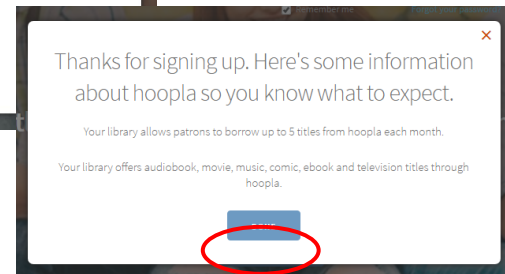 Remember me
Thanks for signing up. Here's some information
about hoopla so you know what to expect.
Your library allows patrons to borrow up to 5 titles from hoopla each month.
Your library offers audiobook, movie, music, comic, ebook and television titles through
hoopla.